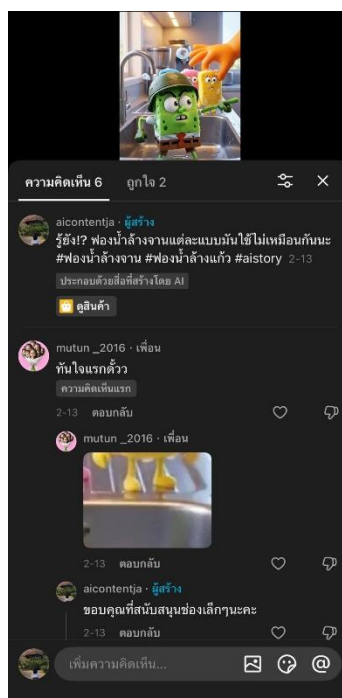 ความคิดเห็น 6
ถูกใจ 2
aicontentja · ผู้สร้าง
รู้ยัง!? ฟองน้ำล้างจานแต่ละแบบมันใช้ไม่เหมือนกันนะ
#ฟองน้ำล้างจาน #ฟองน้ำล้างแก้ว #aistory 2-13
ประกอบด้วยสื่อที่สร้างโดย AI
ดูสินค้า
mutun _2016 · เพื่อน
ทันใจแรกดั้วว
ความคิดเห็นแรก
2-13 ตอบกลับ
mutun _2016 · เพื่อน
2-13 ตอบกลับ
aicontentja · ผู้สร้าง
ขอบคุณที่สนับสนุนช่องเล็กๆนะคะ
2-13 ตอบกลับ
เพิ่มความคิดเห็น...